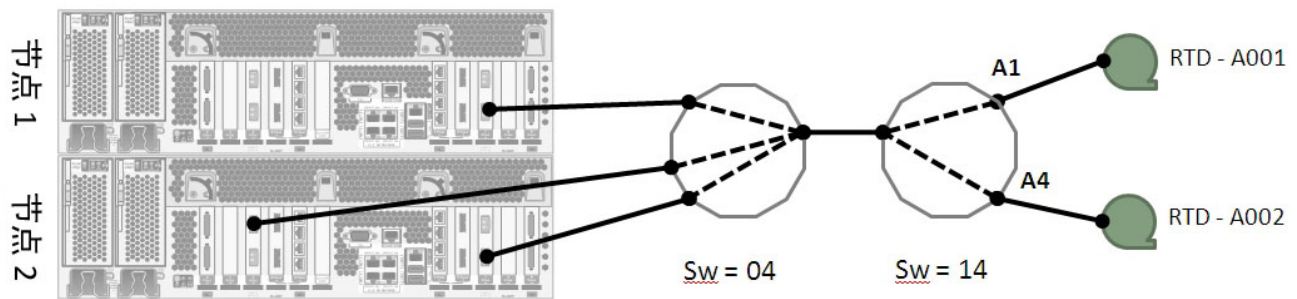 节点 1
节点 2
A1
A4
RTD - A001
RTD - A002
Sw = 04
Sw = 14